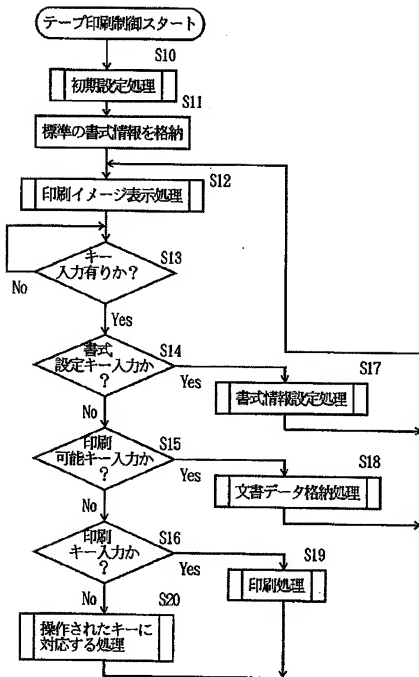 テープ印刷制御スタート
S10
初期設定処理
S11
標準の書式情報を格納
S12
印刷イメージ表示処理
キー
入力有りか?
S13
No
Yes
書式
設定キー入力か
?
S14
Yes
S17
書式情報設定処理
No
印刷
可能キー入力か
?
S15
Yes
S18
文書データ格納処理
No
印刷
キー入力か
?
S16
Yes
S19
印刷処理
No
S20
操作されたキーに
対応する処理